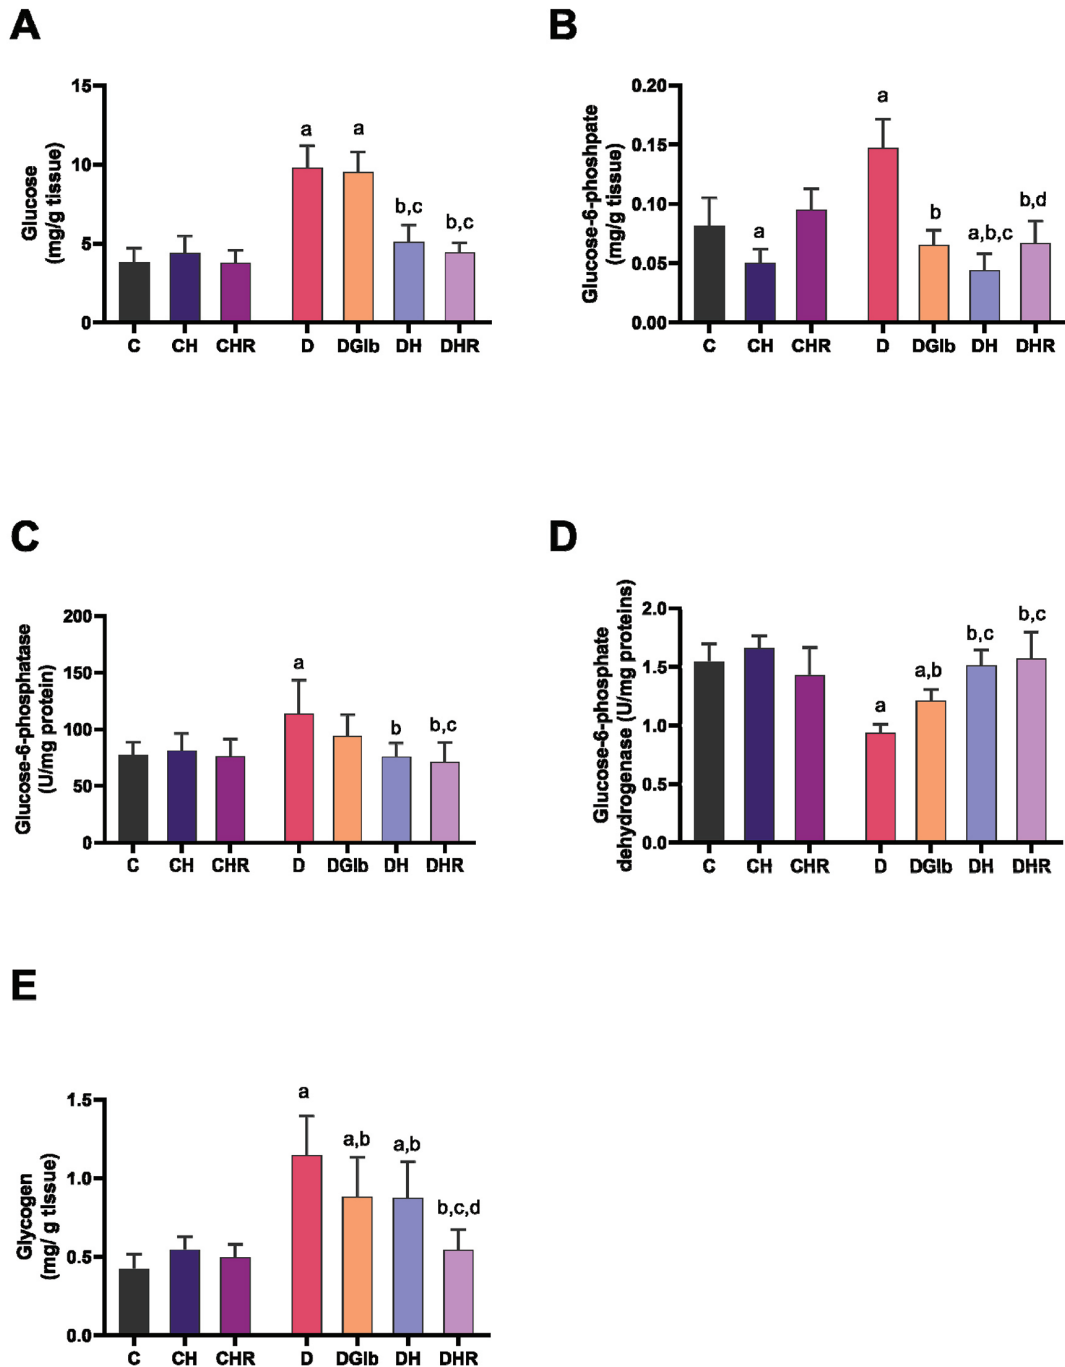 A
Glucose
(mg/g tissue)
15
10
5
0
a
a
b,c
b,c
C CH CHR D DGlb DH DHR
B
Glucose-6-phoshpate
(mg/g tissue)
0.20
0.15
0.10
0.05
0.00
a
a
b
a,b,c
b,d
C CH CHR D DGlb DH DHR
C
Glucose-6-phosphatase
(U/mg protein)
200
150
100
50
0
a
b
b,c
C CH CHR D DGlb DH DHR
D
Glucose-6-phosphate
dehydrogenase (U/mg proteins)
2.0
1.5
1.0
0.5
0.0
a
a,b
b,c
b,c
C CH CHR D DGlb DH DHR
E
Glycogen
(mg/ g tissue)
1.5
1.0
0.5
0.0
a
a,b
a,b
b,c,d
C CH CHR D DGlb DH DHR